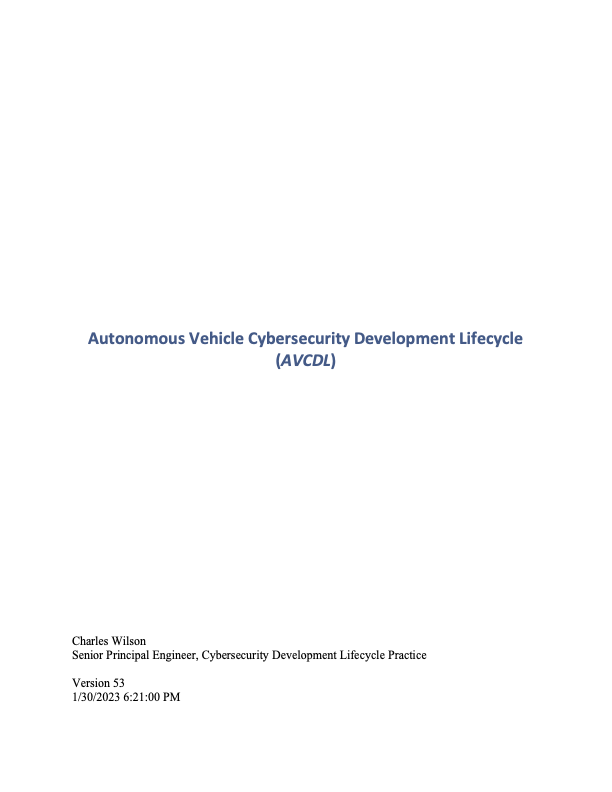 Autonomous Vehicle Cybersecurity Development Lifecycle
(AVCDL)
Charles Wilson
Senior Principal Engineer, Cybersecurity Development Lifecycle Practice
Version 53
1/30/2023 6:21:00 PM